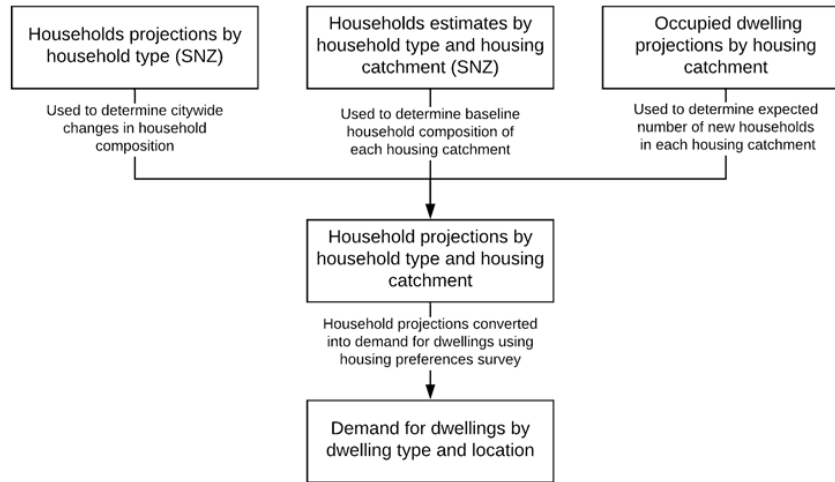 Households projections by
household type (SNZ)
Households estimates by
household type and housing
catchment (SNZ)
Occupied dwelling
projections by housing
catchment
Used to determine citywide
changes in household
composition
Used to determine baseline
household composition of
each housing catchment
Used to determine expected
number of new households
in each housing catchment
Household projections by
household type and housing
catchment
Household projections converted
into demand for dwellings using
housing preferences survey
Demand for dwellings by
dwelling type and location